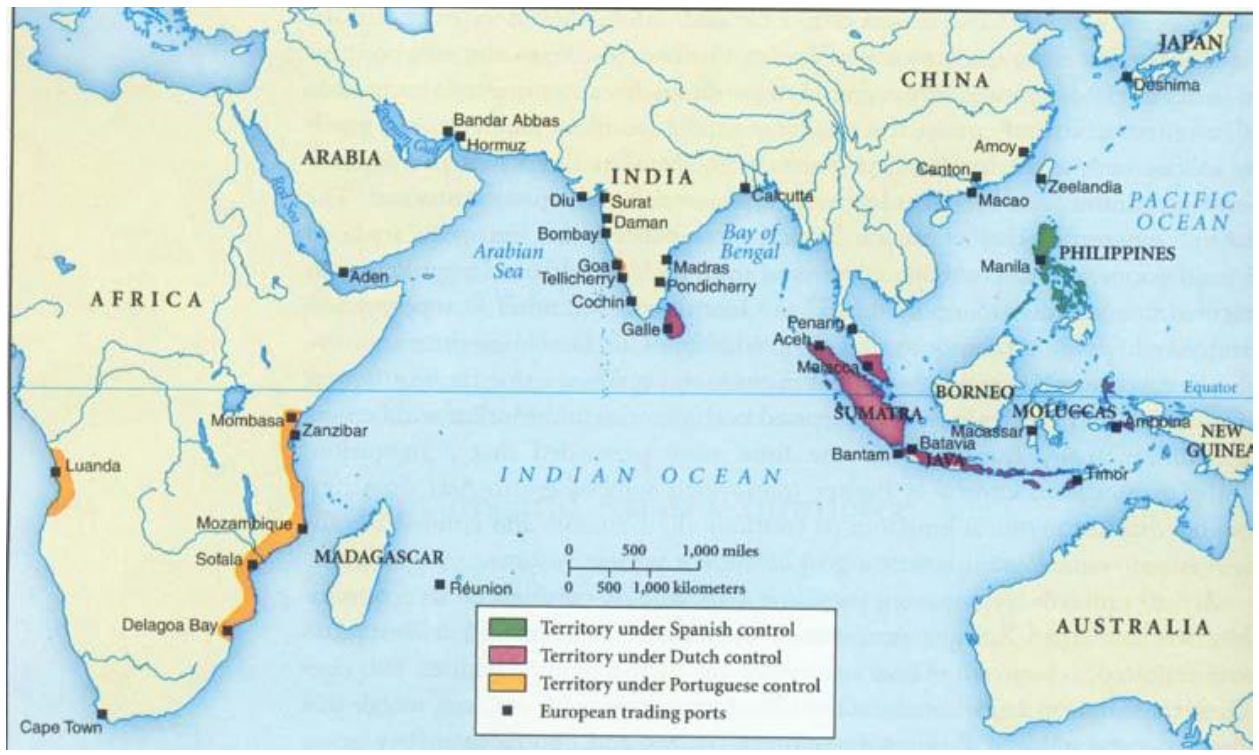 JAPAN
Deshima
CHINA
Bandar Abbas
Persian Gulf
Hormuz
ARABIA
Amoy
Canton
Zeelandia
Macao
INDIA
Calcutta
Diu
Surat
Daman
Bombay
Red Sea
PACIFIC
OCEAN
Arabian
Sea
Bay of
Bengal
PHILIPPINES
Manila
Goa
Tellicherry
Madras
Pondicherry
Aden
AFRICA
Cochin
Galle
Penang
Aceh
Malacca
Equator
BORNEO
MOLUCCAS
SUMATRA
Macassar
Amboina
NEW
GUINEA
Mombasa
Zanzibar
Luanda
Batavia
Bantam
JAVA
INDIAN OCEAN
Timor
Mozambique
MADAGASCAR
Sofala
0 500 1,000 miles
0 500 1,000 kilometers
Réunion
Delagoa Bay
AUSTRALIA
Cape Town
Territory under Spanish control
Territory under Dutch control
Territory under Portuguese control
European trading ports